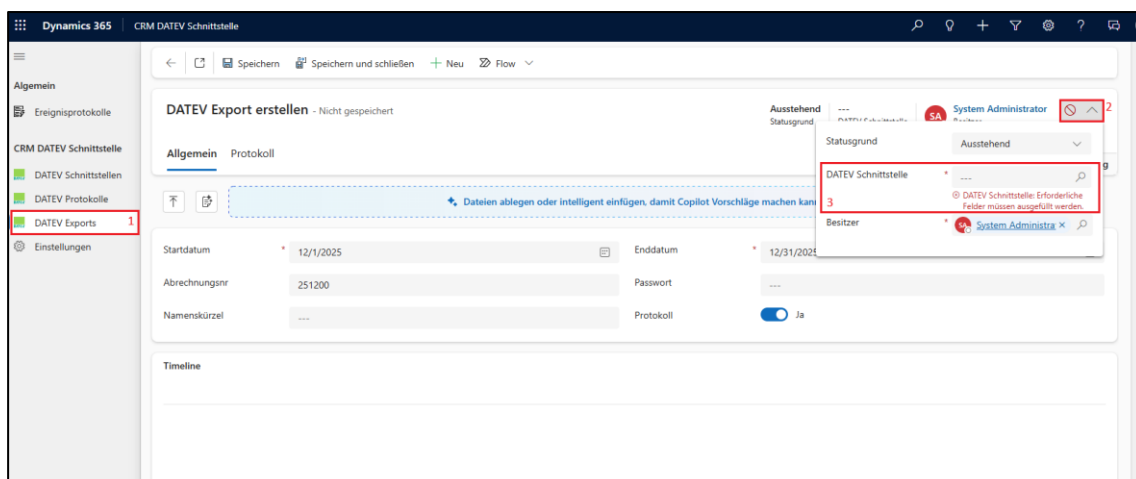 Dynamics 365 CRM DATEV Schnittstelle
Speichern Speichern und schließen Neu Flow
Algemein
Ereignisprotokolle
CRM DATEV Schnittstelle
DATEV Schnittstellen
DATEV Protokolle
DATEV Exports 1
Einstellungen
DATEV Export erstellen - Nicht gespeichert
Ausstehend ---
Statusgrund
SA System Administrator 2
Allgemein Protokoll
Statusgrund Ausstehend
DATEV Schnittstelle * ---
DATEV Schnittstelle: Erforderliche
Felder müssen ausgefüllt werden.
3
Besitzer * System Administra ×
Dateien ablegen oder intelligent einfügen, damit Copilot Vorschläge machen kan
Startdatum * 12/1/2025 Enddatum * 12/31/2025
Abrechnungsnr 251200 Passwort ---
Namenskürzel --- Protokoll Ja
Timeline